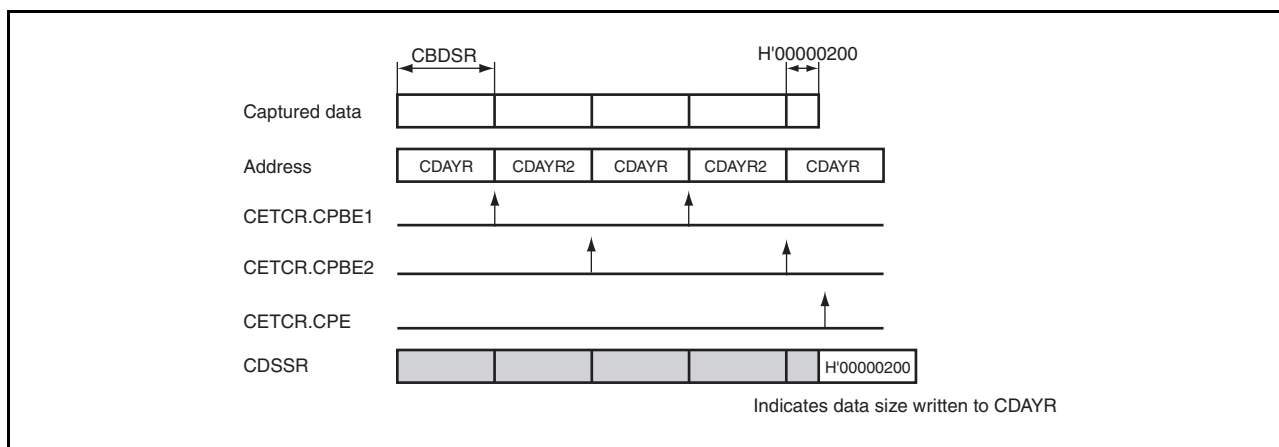 CBDSR H'00000200
Captured data
Address CDAYR CDAYR2 CDAYR CDAYR2 CDAYR
CETCR.CPBE1
CETCR.CPBE2
CETCR.CPE
CDSSR H'00000200
Indicates data size written to CDAYR